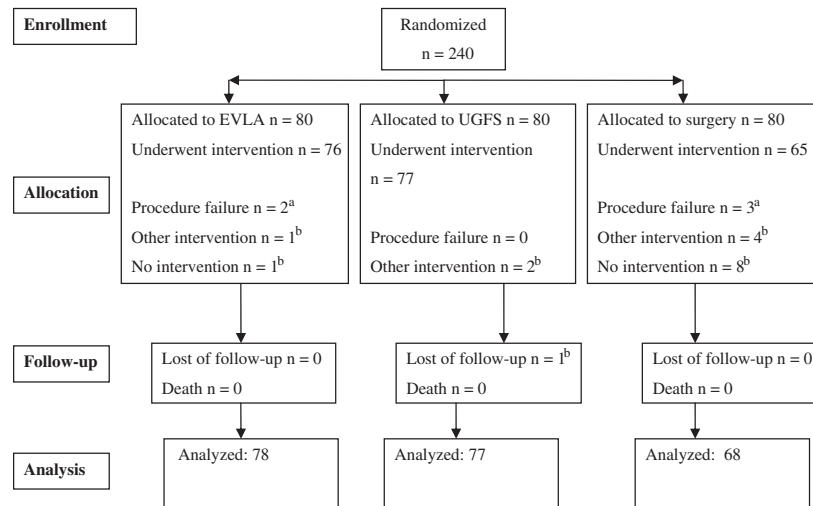 Enrollment
Randomized
n = 240
Allocation
Allocated to EVLA n = 80
Underwent intervention n = 76
Procedure failure n = 2ᵃ
Other intervention n = 1ᵇ
No intervention n = 1ᵇ
Allocated to UGFS n = 80
Underwent intervention
n = 77
Procedure failure n = 0
Other intervention n = 2ᵇ
Allocated to surgery n = 80
Underwent intervention n = 65
Procedure failure n = 3ᵃ
Other intervention n = 4ᵇ
No intervention n = 8ᵇ
Follow-up
Lost of follow-up n = 0
Death n = 0
Lost of follow-up n = 1ᵇ
Death n = 0
Lost of follow-up n = 0
Death n = 0
Analysis
Analyzed: 78
Analyzed: 77
Analyzed: 68